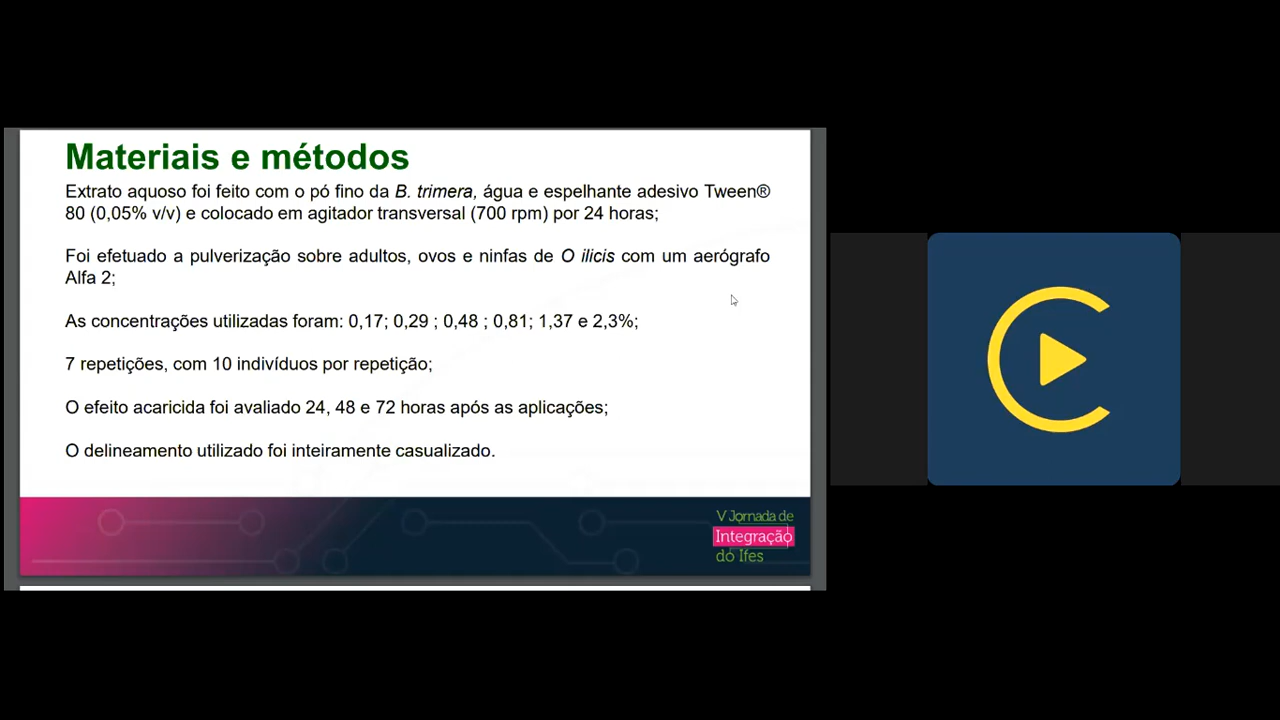 Materiais e métodos
Extrato aquoso foi feito com o pó fino da B. trimera, água e espelhante adesivo Tween®
80 (0,05% v/v) e colocado em agitador transversal (700 rpm) por 24 horas;
Foi efetuado a pulverização sobre adultos, ovos e ninfas de O ilicis com um aerógrafo
Alfa 2;
As concentrações utilizadas foram: 0,17; 0,29 ; 0,48 ; 0,81; 1,37 e 2,3%;
7 repetições, com 10 indivíduos por repetição;
O efeito acaricida foi avaliado 24, 48 e 72 horas após as aplicações;
O delineamento utilizado foi inteiramente casualizado.
V Jornada de
Integração
do Ifes